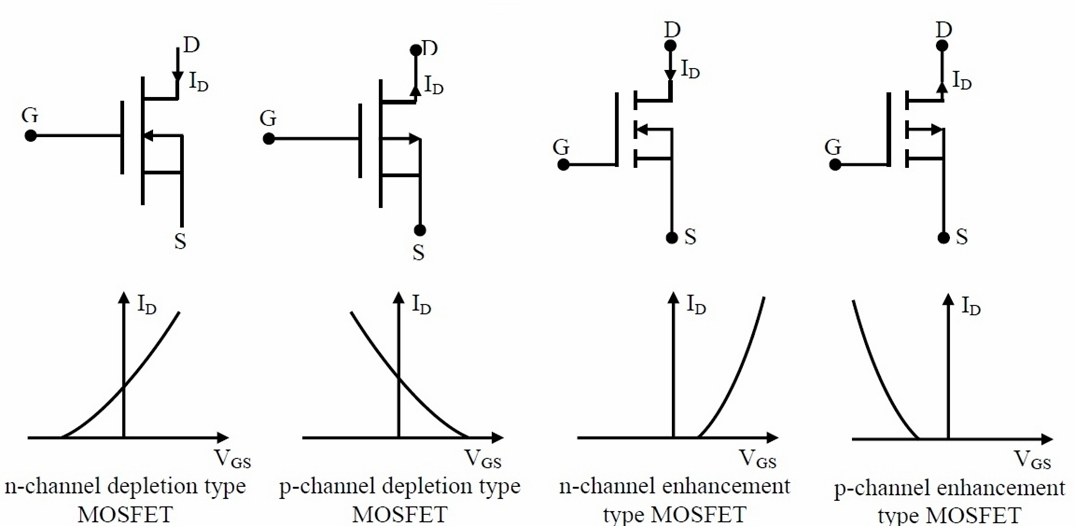 D
I_D
G
S
D
I_D
G
S
D
I_D
G
S
D
I_D
G
S
I_D
V_GS
I_D
V_GS
I_D
V_GS
I_D
V_GS
n-channel depletion type
MOSFET
p-channel depletion type
MOSFET
n-channel enhancement
type MOSFET
p-channel enhancement
type MOSFET